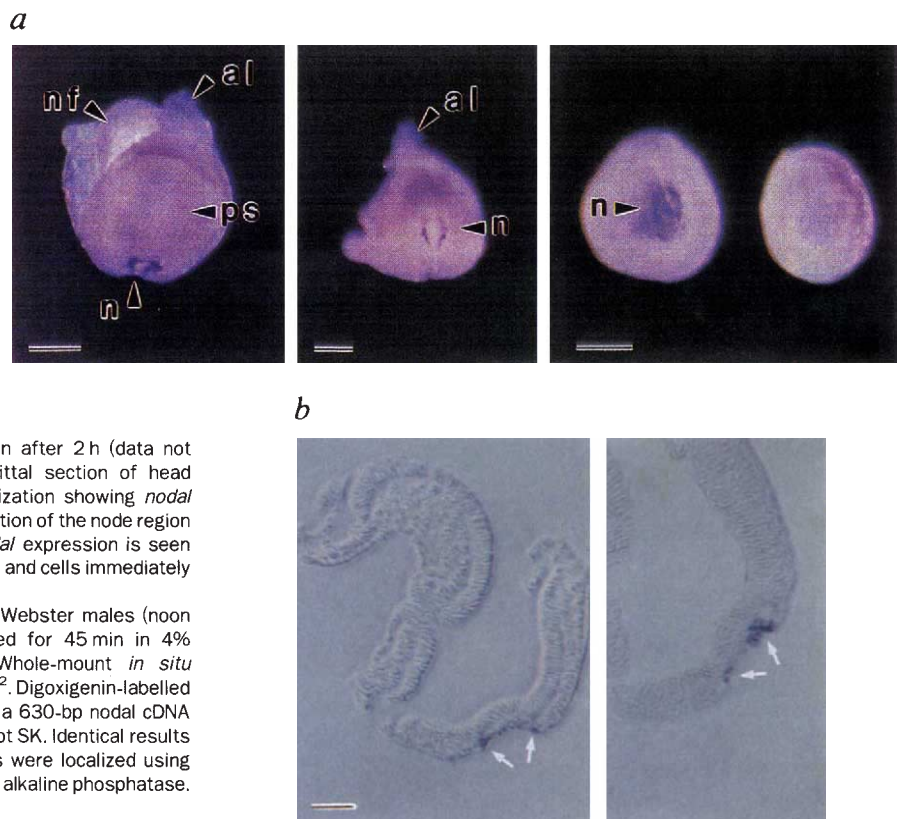 a
nf
al
ps
n
al
n
n
b
n after 2 h (data not
ittal section of head
ization showing nodal
tion of the node region
al expression is seen
and cells immediately
Webster males (noon
ed for 45 min in 4%
Whole-mount in situ
2. Digoxigenin-labelled
a 630-bp nodal cDNA
ot SK. Identical results
s were localized using
alkaline phosphatase.